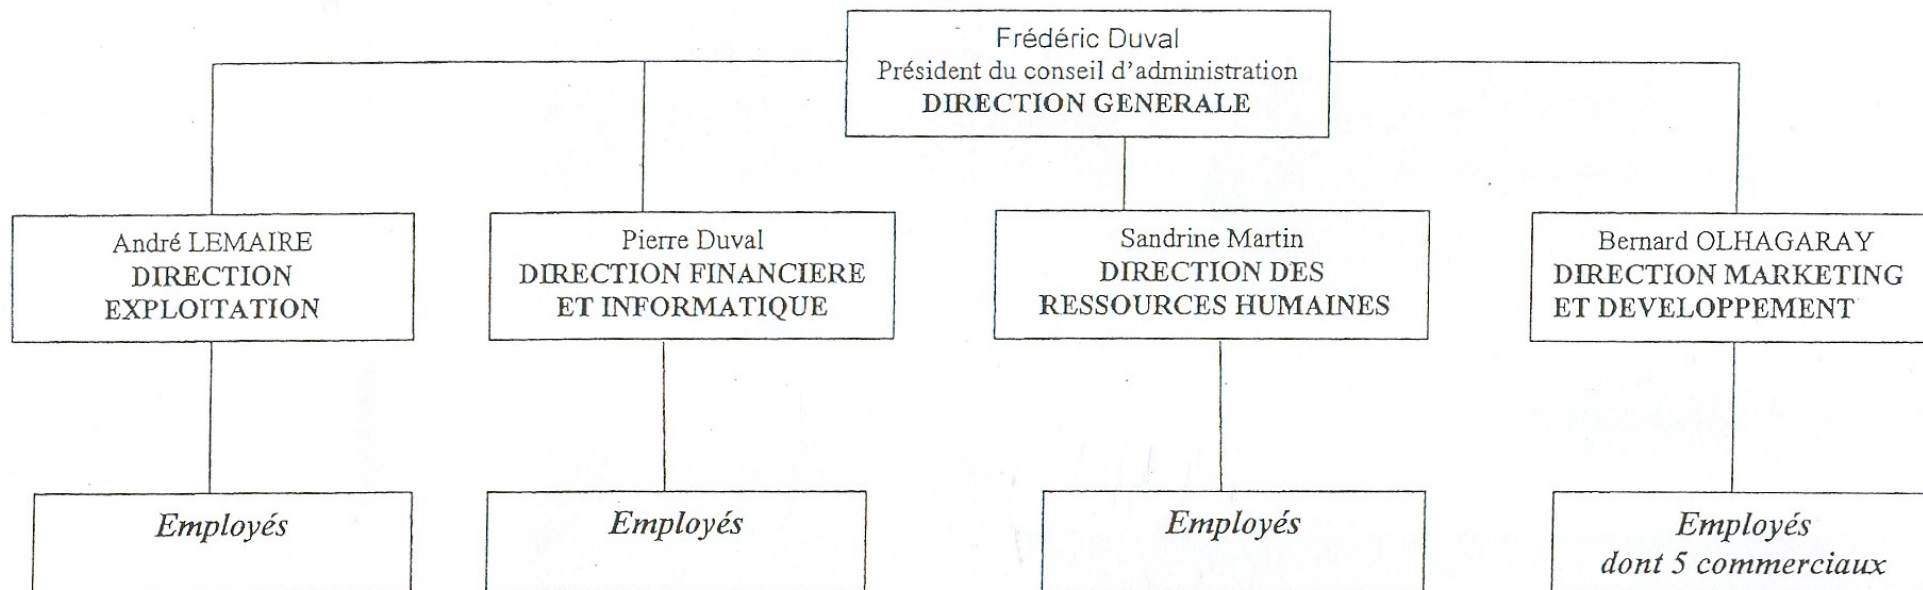 Frédéric Duval
Président du conseil d'administration
DIRECTION GENERALE
André LEMAIRE
DIRECTION
EXPLOITATION
Pierre Duval
DIRECTION FINANCIERE
ET INFORMATIQUE
Sandrine Martin
DIRECTION DES
RESSOURCES HUMAINES
Bernard OLHAGARAY
DIRECTION MARKETING
ET DEVELOPPEMENT
Employés
Employés
Employés
Employés
dont 5 commerciaux